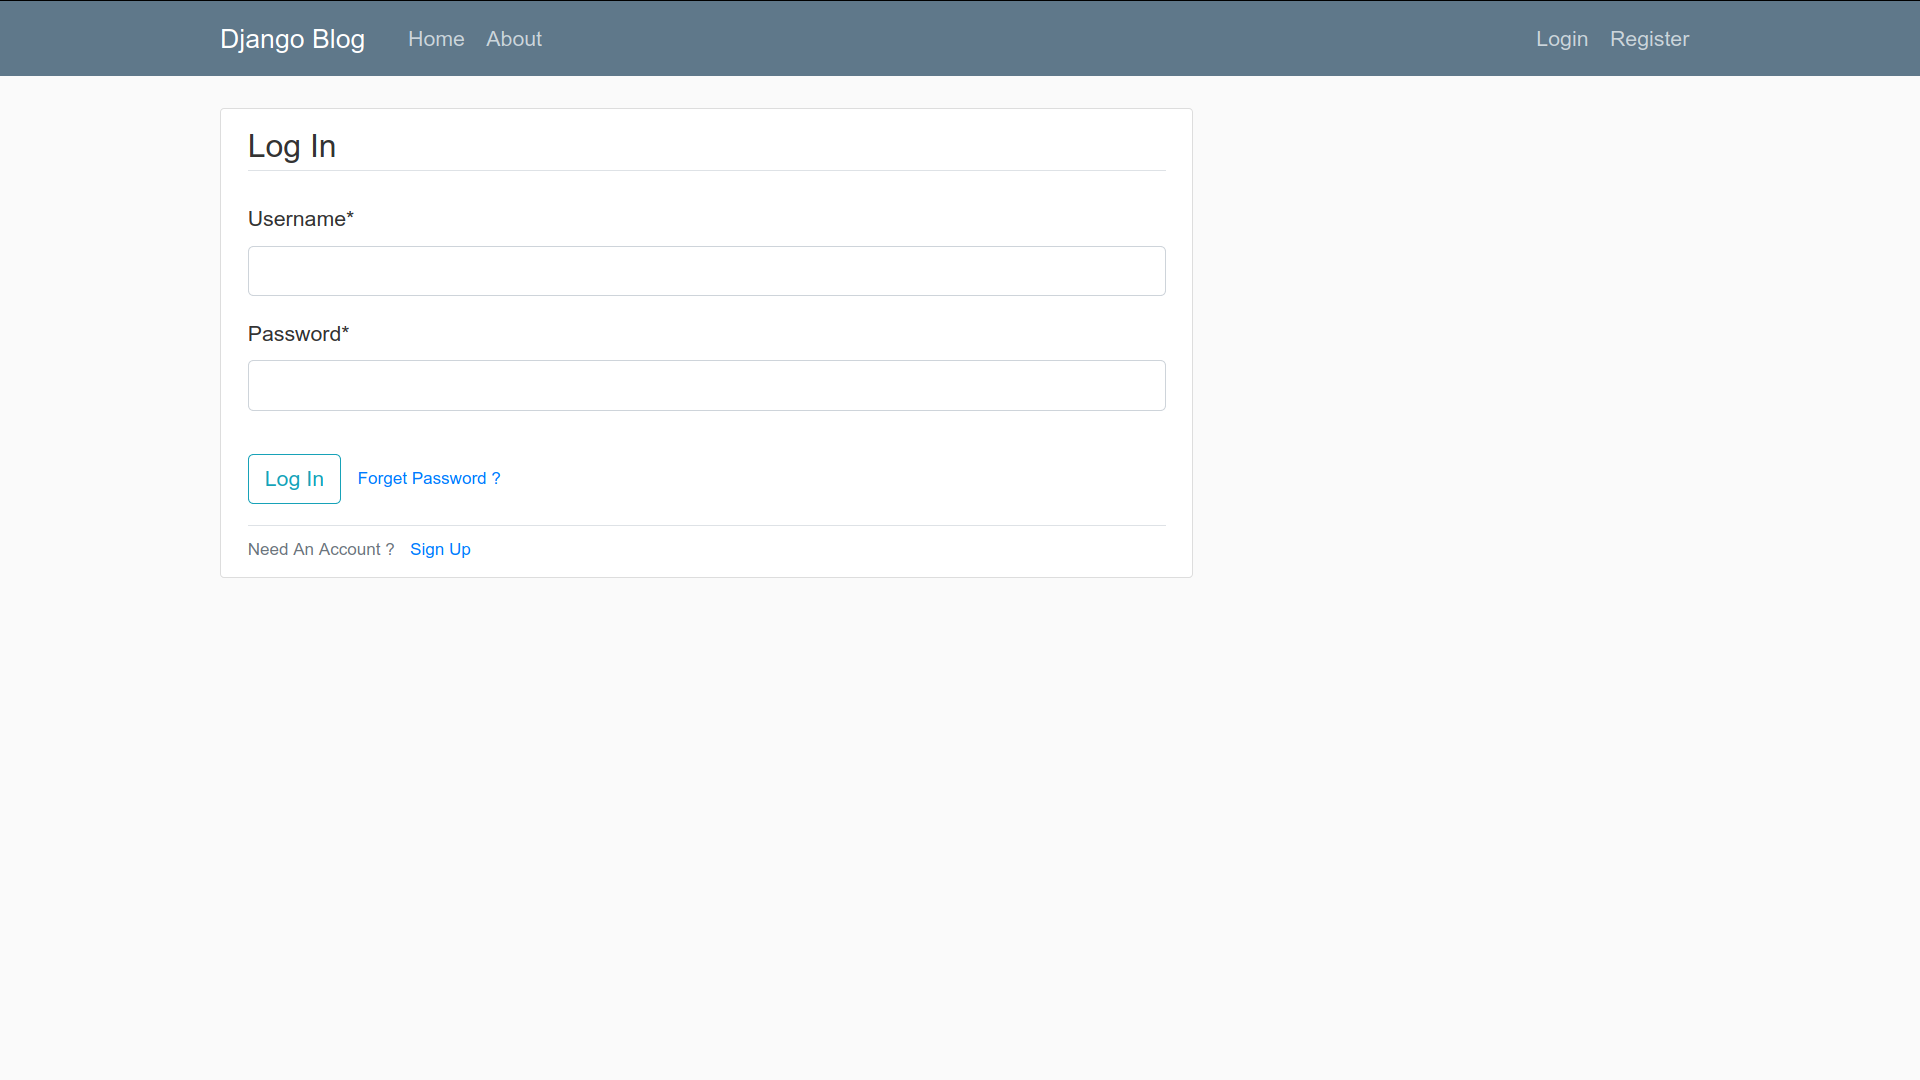 Django Blog Home About Login Register
Log In
Username*
Password*
Log In Forget Password ?
Need An Account ? Sign Up